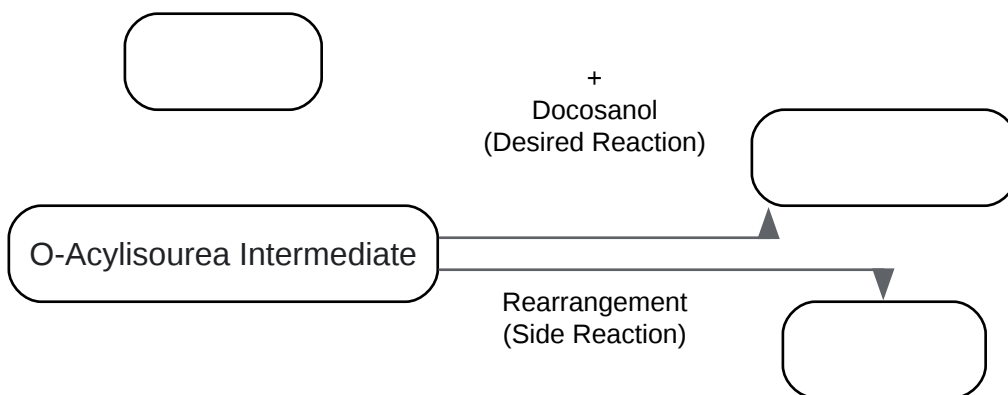 +
Docosanol
(Desired Reaction)
O-Acylisourea Intermediate
Rearrangement
(Side Reaction)